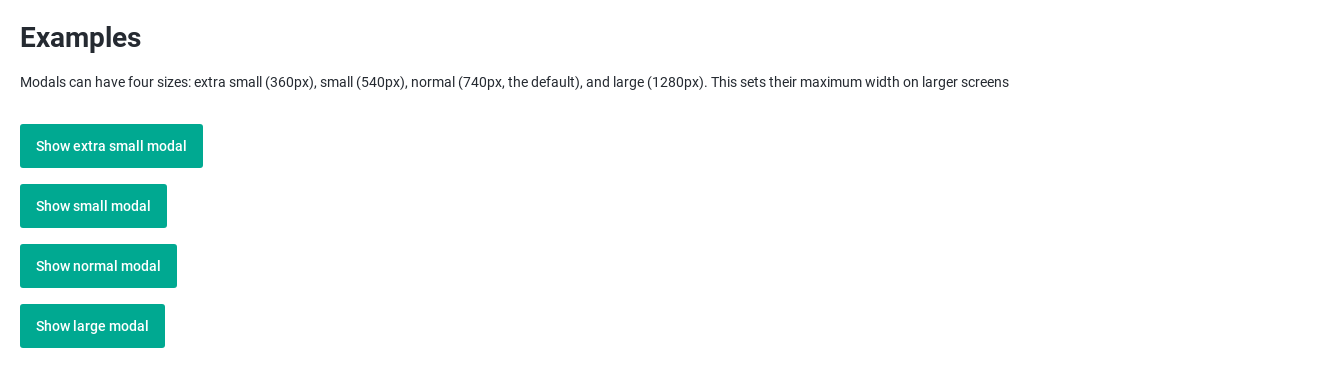 Examples
Modals can have four sizes: extra small (360px), small (540px), normal (740px, the default), and large (1280px). This sets their maximum width on larger screens
Show extra small modal
Show small modal
Show normal modal
Show large modal